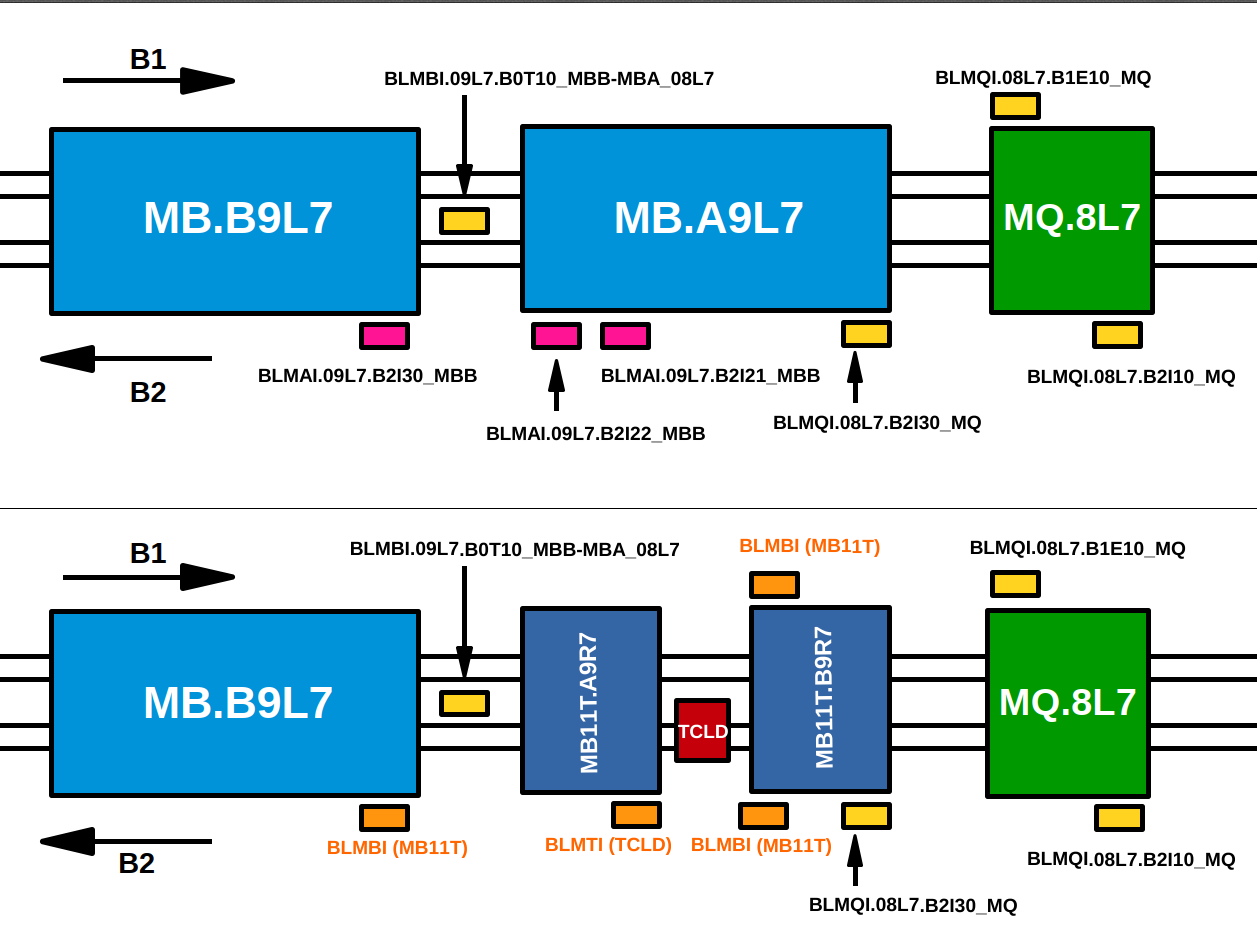 B1
BLMBI.09L7.B0T10_MBB-MBA_08L7
BLMQI.08L7.B1E10_MQ
MB.B9L7
MB.A9L7
MQ.8L7
B2
BLMAI.09L7.B2I30_MBB
BLMAI.09L7.B2I21_MBB
BLMQI.08L7.B2I10_MQ
BLMAI.09L7.B2I22_MBB
BLMQI.08L7.B2I30_MQ
B1
BLMBI.09L7.B0T10_MBB-MBA_08L7
BLMBI (MB11T)
BLMQI.08L7.B1E10_MQ
MB.B9L7
MB11T.A9R7
TCLD
MB11T.B9R7
MQ.8L7
B2
BLMBI (MB11T)
BLMTI (TCLD)
BLMBI (MB11T)
BLMQI.08L7.B2I10_MQ
BLMQI.08L7.B2I30_MQ